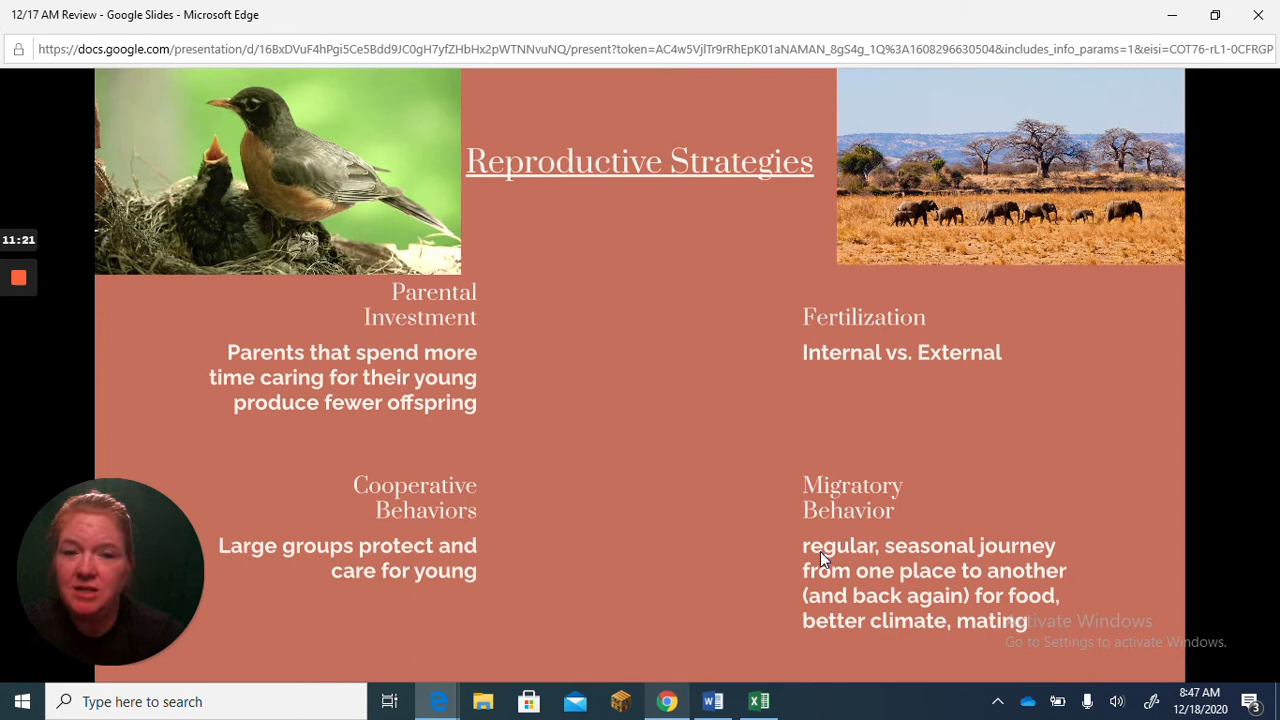 12/17 AM Review - Google Slides - Microsoft Edge
https://docs.google.com/presentation/d/16BxDVuF4hPgi5Ce5Bdd9JC0gH7yfZHbHx2pWTNNvuNQ/present?token=AC4w5VjlTr9rRhEpK01aNAMAN_8gS4g_1Q%3A1608296630504&includes_info_params=1&eisi=COT76-rL1-0CFRGP
Reproductive Strategies
11:21
Parental
Investment
Parents that spend more
time caring for their young
produce fewer offspring
Fertilization
Internal vs. External
Cooperative
Behaviors
Large groups protect and
care for young
Migratory
Behavior
regular, seasonal journey
from one place to another
(and back again) for food,
better climate, mating
Activate Windows
Go to Settings to activate Windows.
Type here to search
8:47 AM
12/18/2020
3